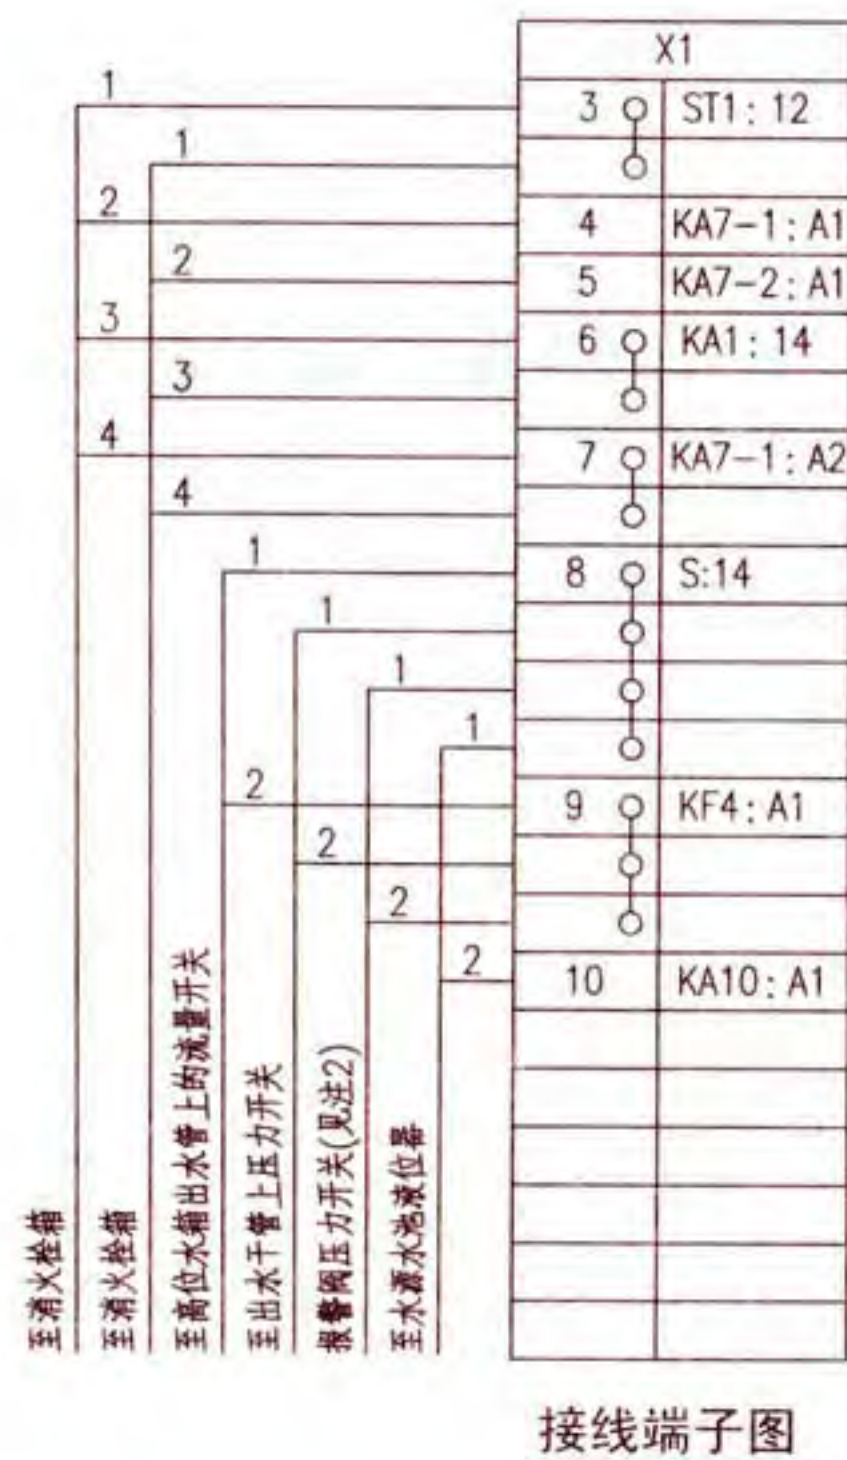 X1
1
3 ST1: 12
1
2
4 KA7-1: A1
2
5 KA7-2: A1
3
6 KA1: 14
3
4
7 KA7-1: A2
4
1
8 S:14
1
1
1
2
9 KF4: A1
2
2
2
10 KA10: A1
至消火栓箱
至消火栓箱
至高位水箱出水管上的流量开关
至出水干管上压力开关
报警阀压力开关(见注2)
至水源水池液位器
接线端子图